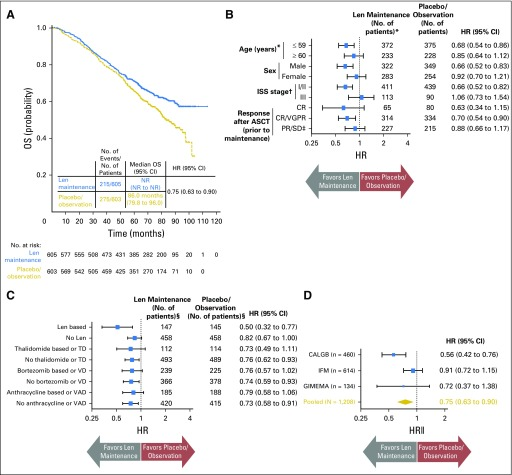 A
1.0
0.8
0.6
0.4
0.2
OS (probability)
No. of Events/ No. of Patients
Median OS (95% CI)
HR (95% CI)
Len maintenance
215/605
NR (NR to NR)
0.75 (0.63 to 0.90)
Placebo/ observation
275/603
86.0 months (79.8 to 96.0)
0 10 20 30 40 50 60 70 80 90 100 110 120
Time (months)
No. at risk:
Len maintenance 605 577 555 508 473 431 385 282 200 95 20 1 0
Placebo/ observation 603 569 542 505 459 425 351 270 174 71 10 0
B
Len Maintenance (No. of patients)*
Placebo/ Observation (No. of patients)
HR (95% CI)
Age (years)*
≤ 59 372 375 0.68 (0.54 to 0.86)
≥ 60 233 228 0.85 (0.64 to 1.12)
Sex
Male 322 349 0.66 (0.52 to 0.83)
Female 283 254 0.92 (0.70 to 1.21)
ISS stage†
I/II 411 439 0.66 (0.52 to 0.82)
III 113 90 1.06 (0.73 to 1.54)
Response after ASCT (prior to maintenance)
CR 65 80 0.63 (0.34 to 1.15)
CR/VGPR 314 334 0.70 (0.54 to 0.90)
PR/SD‡ 227 215 0.88 (0.66 to 1.17)
0.25 0.5 1 2 4
HR
Favors Len Maintenance
Favors Placebo/ Observation
C
Len Maintenance (No. of patients)§
Placebo/ Observation (No. of patients)§
HR (95% CI)
Len based 147 145 0.50 (0.32 to 0.77)
No Len 458 458 0.82 (0.67 to 1.00)
Thalidomide based or TD 112 114 0.73 (0.49 to 1.11)
No thalidomide or TD 493 489 0.76 (0.62 to 0.93)
Bortezomib based or VD 239 225 0.76 (0.57 to 1.02)
No bortezomib or VD 366 378 0.74 (0.59 to 0.93)
Anthracycline based or VAD 185 188 0.79 (0.58 to 1.06)
No anthracycline or VAD 420 415 0.73 (0.58 to 0.91)
0.25 0.5 1 2 4
HR
Favors Len Maintenance
Favors Placebo/ Observation
D
HR (95% CI)
CALGB (n = 460) 0.56 (0.42 to 0.76)
IFM (n = 614) 0.91 (0.72 to 1.15)
GIMEMA (n = 134) 0.72 (0.37 to 1.38)
Pooled (N = 1,208) 0.75 (0.63 to 0.90)
0.25 0.5 1 2
HR||
Favors Len Maintenance
Favors Placebo/ Observation